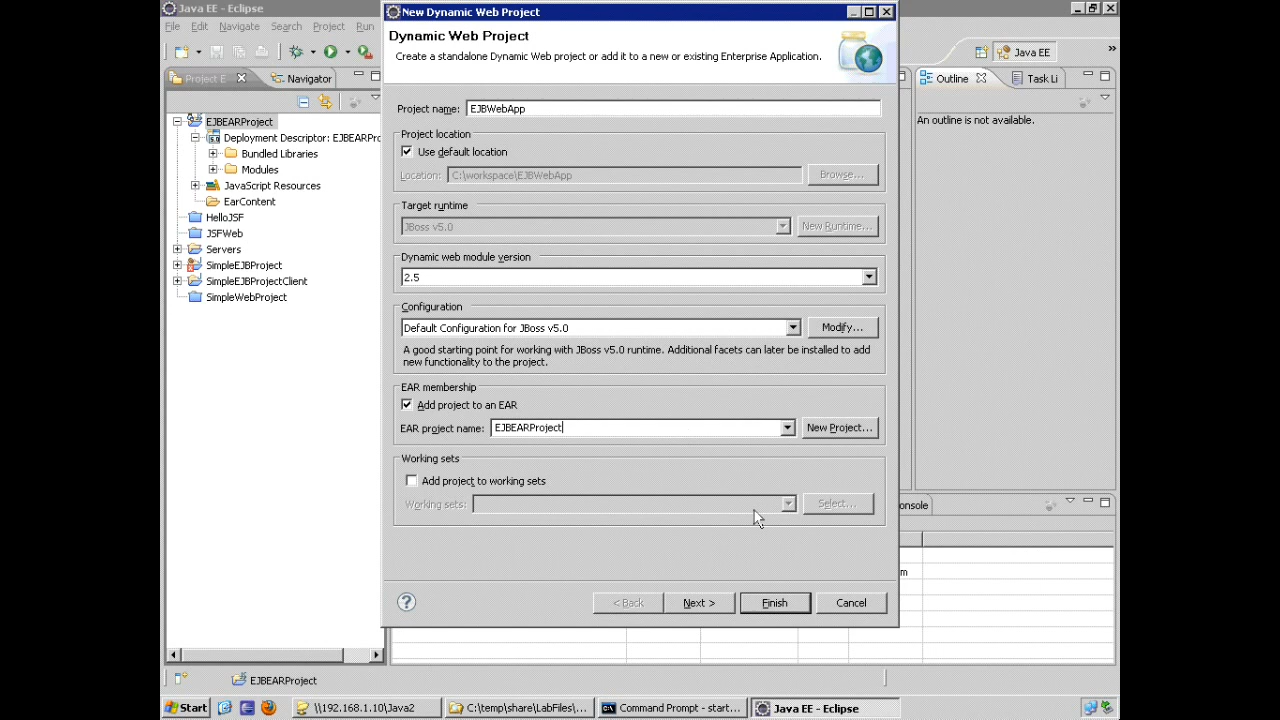 Java EE - Eclipse
File Edit Navigate Search Project Run
Java EE
Project E
Navigator
EJBEARProject
Deployment Descriptor: EJBEARPro
Bundled Libraries
Modules
JavaScript Resources
EarContent
HelloJSF
JSFWeb
Servers
SimpleEJBProject
SimpleEJBProjectClient
SimpleWebProject
New Dynamic Web Project
Dynamic Web Project
Create a standalone Dynamic Web project or add it to a new or existing Enterprise Application.
Project name: EJBWebApp
Project location
Use default location
Location: C:\workspace\EJBWebApp Browse...
Target runtime
JBoss v5.0 New Runtime...
Dynamic web module version
2.5
Configuration
Default Configuration for JBoss v5.0 Modify...
A good starting point for working with JBoss v5.0 runtime. Additional facets can later be installed to add
new functionality to the project.
EAR membership
Add project to an EAR
EAR project name: EJBEARProject New Project...
Working sets
Add project to working sets
Working sets: Select...
? < Back Next > Finish Cancel
Outline Task Li
An outline is not available.
onsole
m
EJBEARProject
Start \\192.168.1.10\Java2 C:\temp\share\LabFiles\... Command Prompt - start... Java EE - Eclipse